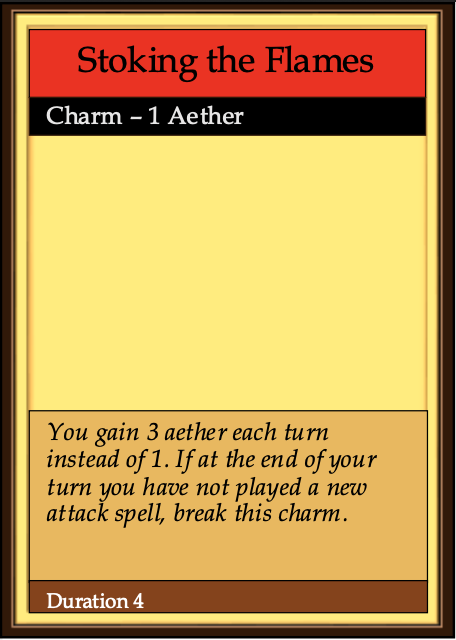 Stoking the Flames
Charm – 1 Aether
You gain 3 aether each turn
instead of 1. If at the end of your
turn you have not played a new
attack spell, break this charm.
Duration 4